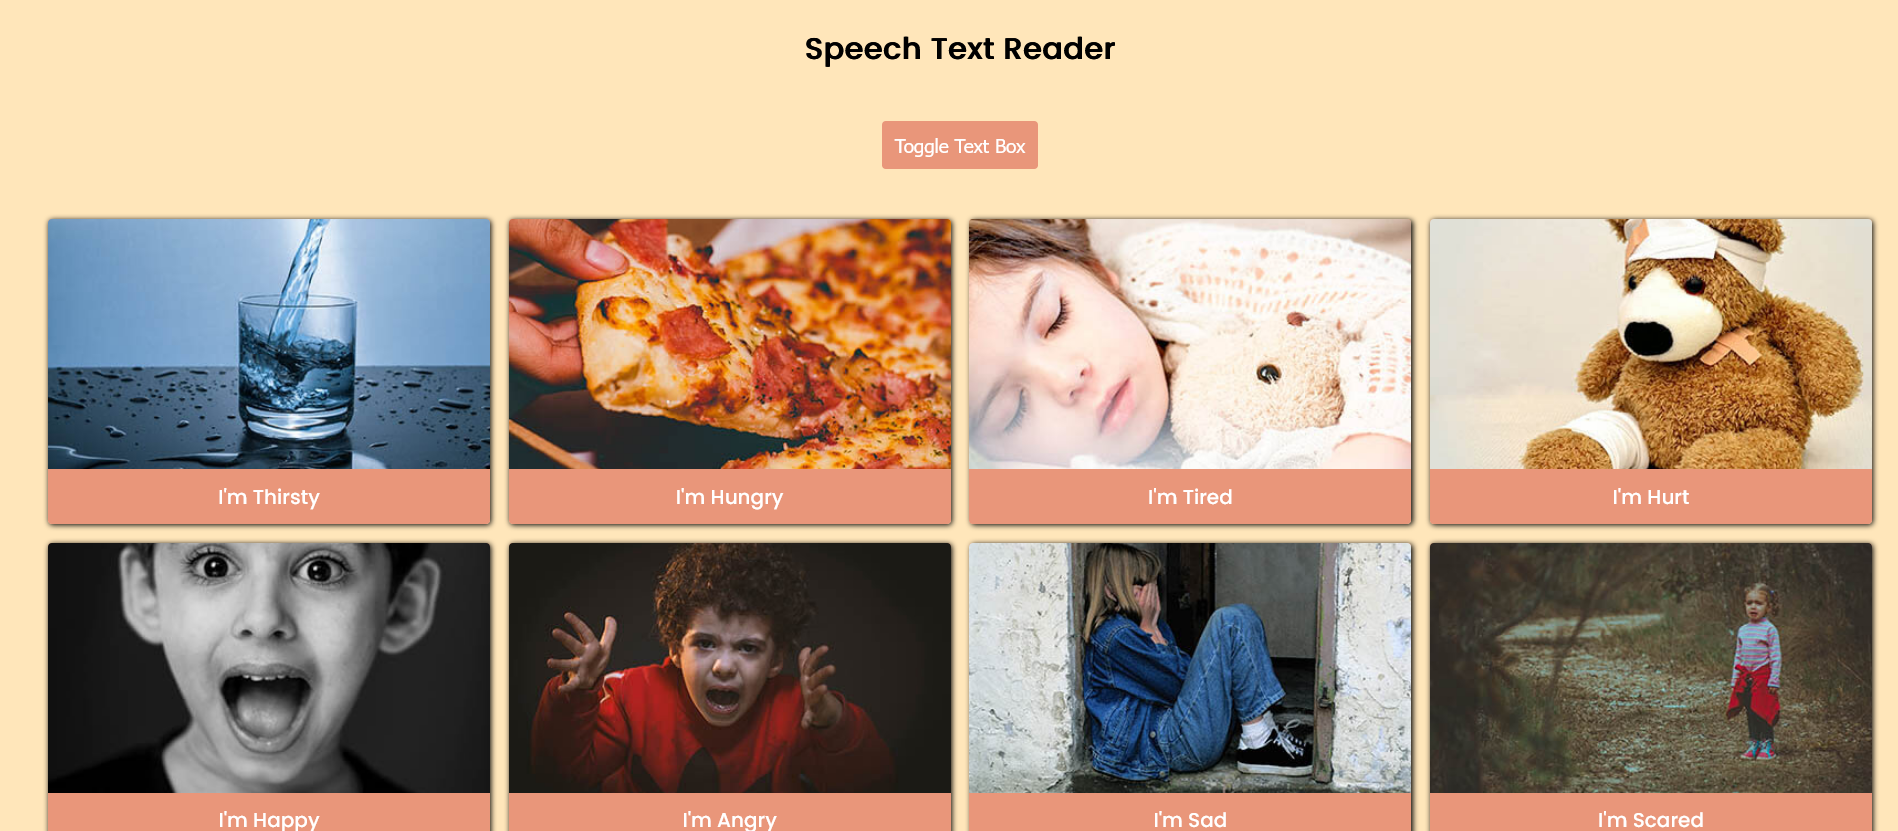 Speech Text Reader
Toggle Text Box
I'm Thirsty
I'm Hungry
I'm Tired
I'm Hurt
I'm Happy
I'm Angry
I'm Sad
I'm Scared